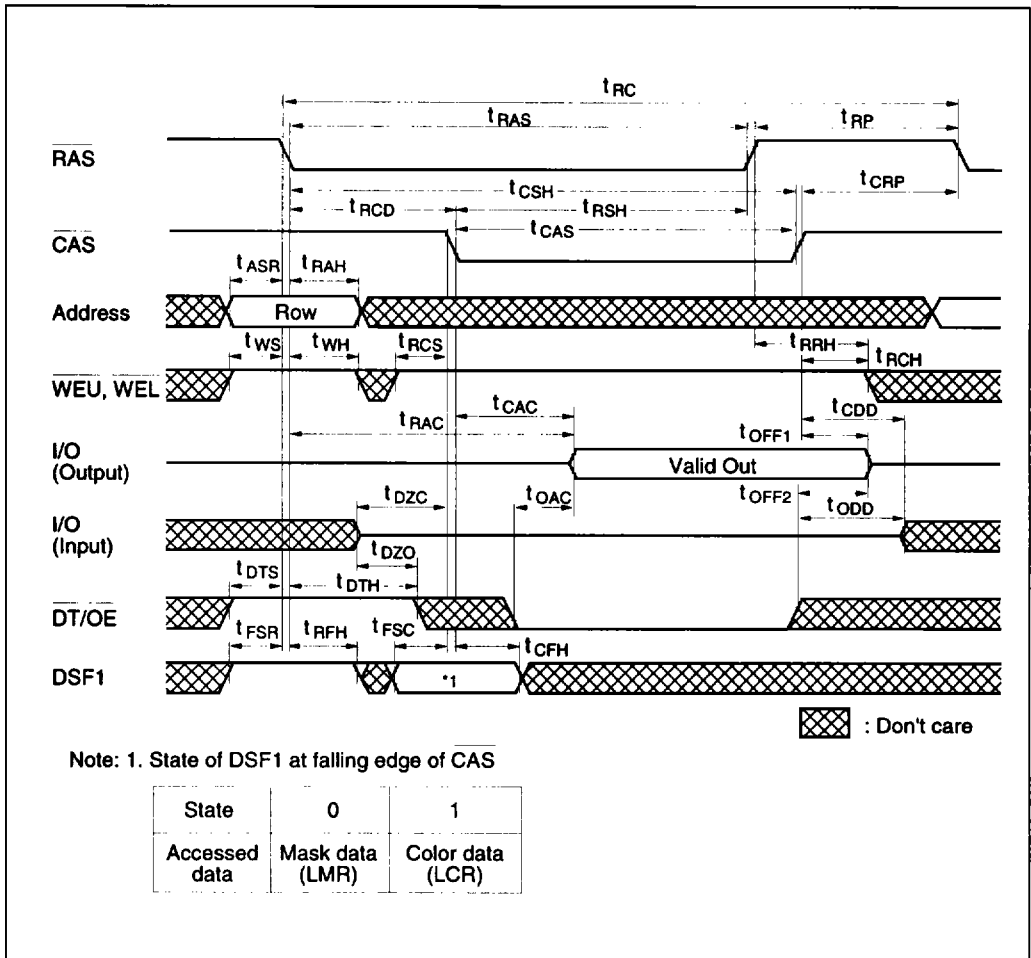 tRC
tRAS tRP
RAS
tCSH tCRP
tRCD tRSH
tCAS
CAS
tASR tRAH
Address Row
tWS tWH tRCS tRRH
tRCH
WEU, WEL
tCAC tCDD
tRAC tOFF1
I/O
(Output) Valid Out
tDZC tOAC tOFF2
tODD
I/O
(Input)
tDZO
tDTS tDTH
DT/OE
tFSR tRFH tFSC tCFH
DSF1 *1
: Don't care
Note: 1. State of DSF1 at falling edge of CAS
State 0 1
Accessed Mask data Color data
data (LMR) (LCR)